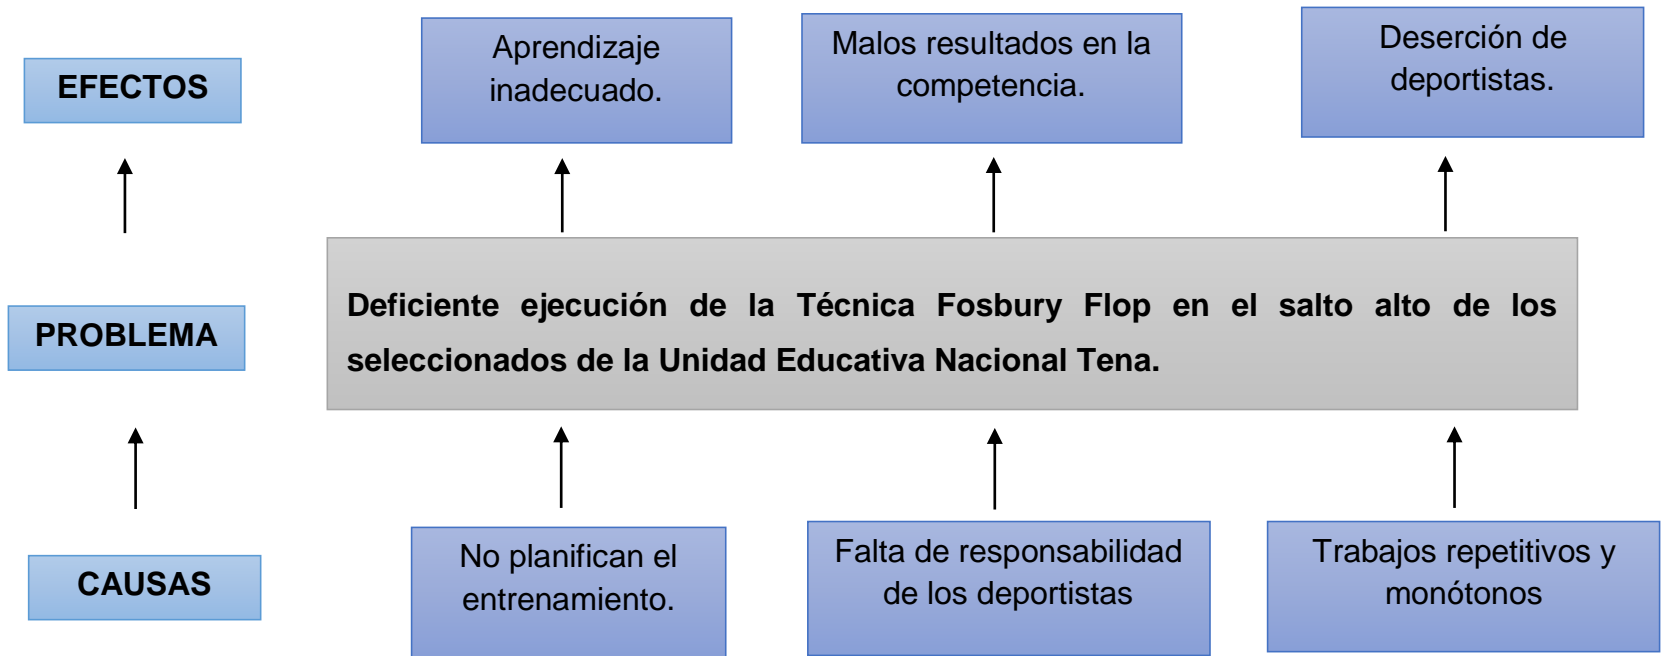 EFECTOS
Aprendizaje
inadecuado.
Malos resultados en la
competencia.
Deserción de
deportistas.
PROBLEMA
Deficiente ejecución de la Técnica Fosbury Flop en el salto alto de los
seleccionados de la Unidad Educativa Nacional Tena.
CAUSAS
No planifican el
entrenamiento.
Falta de responsabilidad
de los deportistas
Trabajos repetitivos y
monótonos